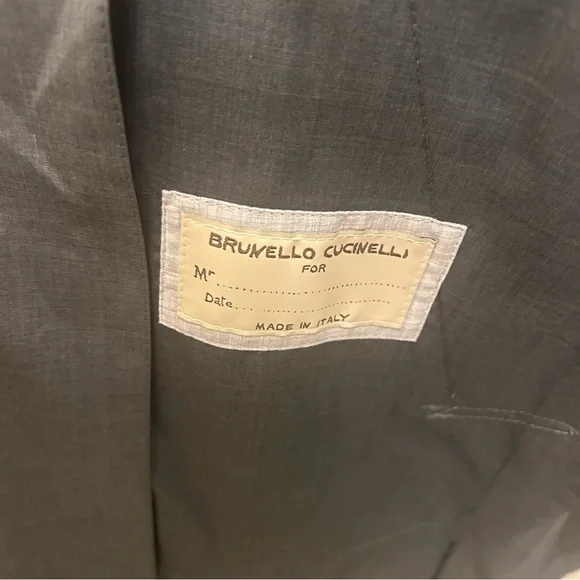 BRUNELLO CUCINELLI
FOR
Mr.....................................
Date.................................
MADE IN ITALY